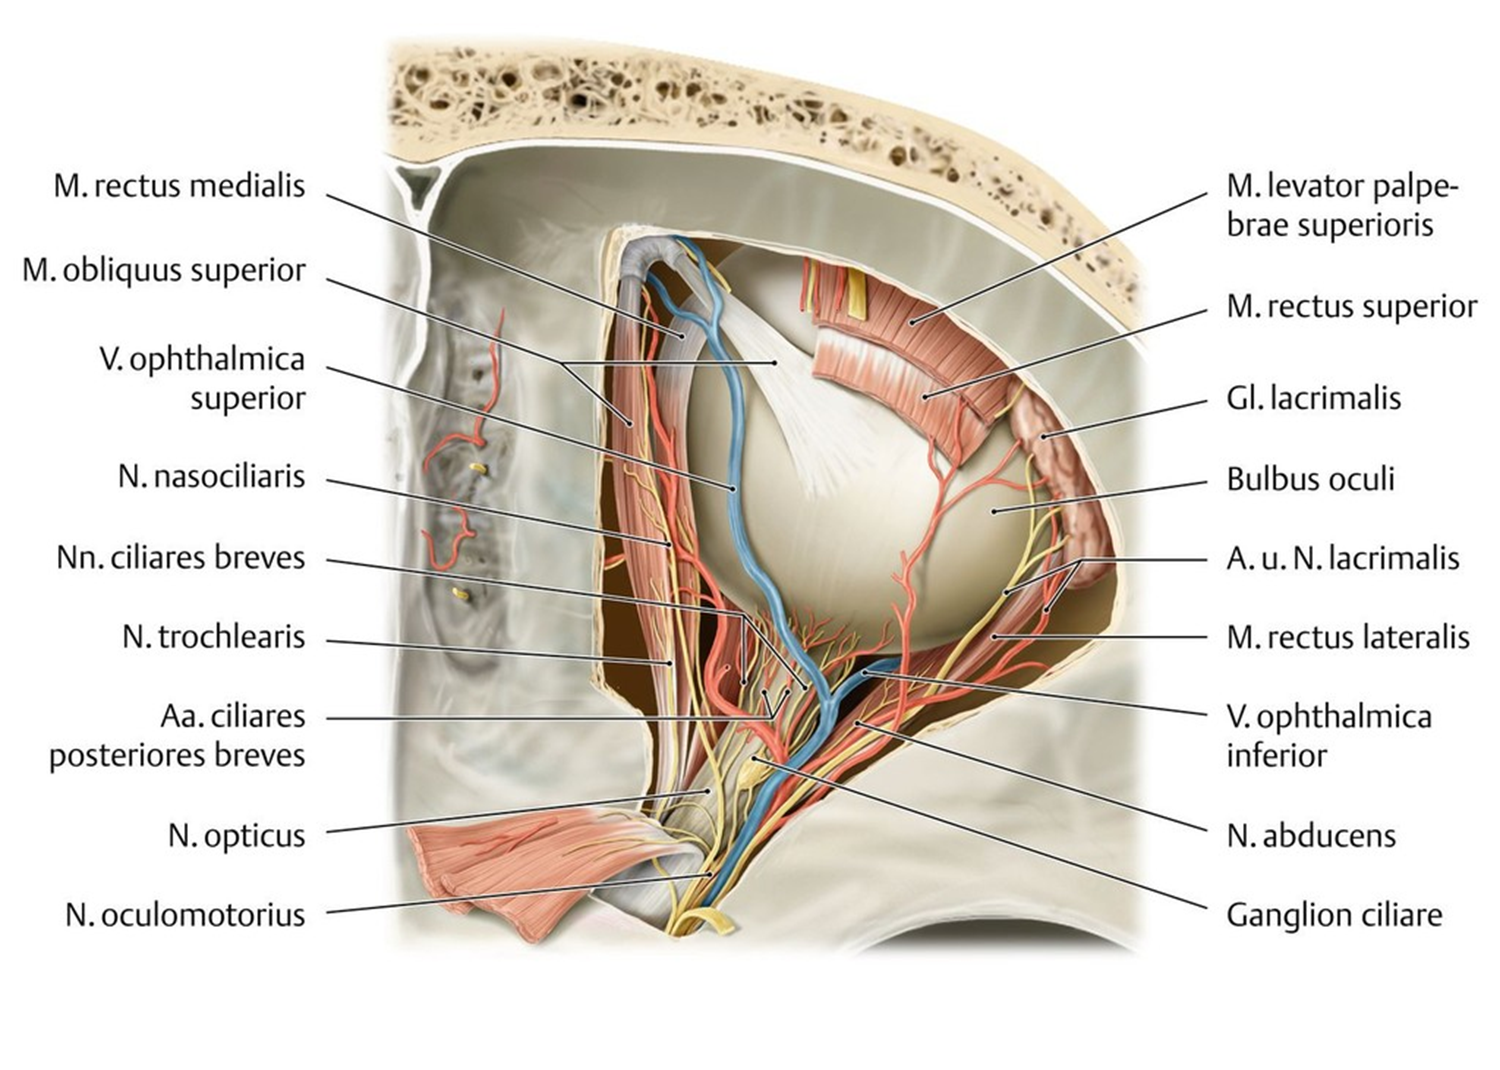 M. rectus medialis
M. obliquus superior
V. ophthalmica
superior
N. nasociliaris
Nn. ciliares breves
N. trochlearis
Aa. ciliares
posteriores breves
N. opticus
N. oculomotorius
M. levator palpe-
brae superioris
M. rectus superior
Gl. lacrimalis
Bulbus oculi
A. u. N. lacrimalis
M. rectus lateralis
V. ophthalmica
inferior
N. abducens
Ganglion ciliare